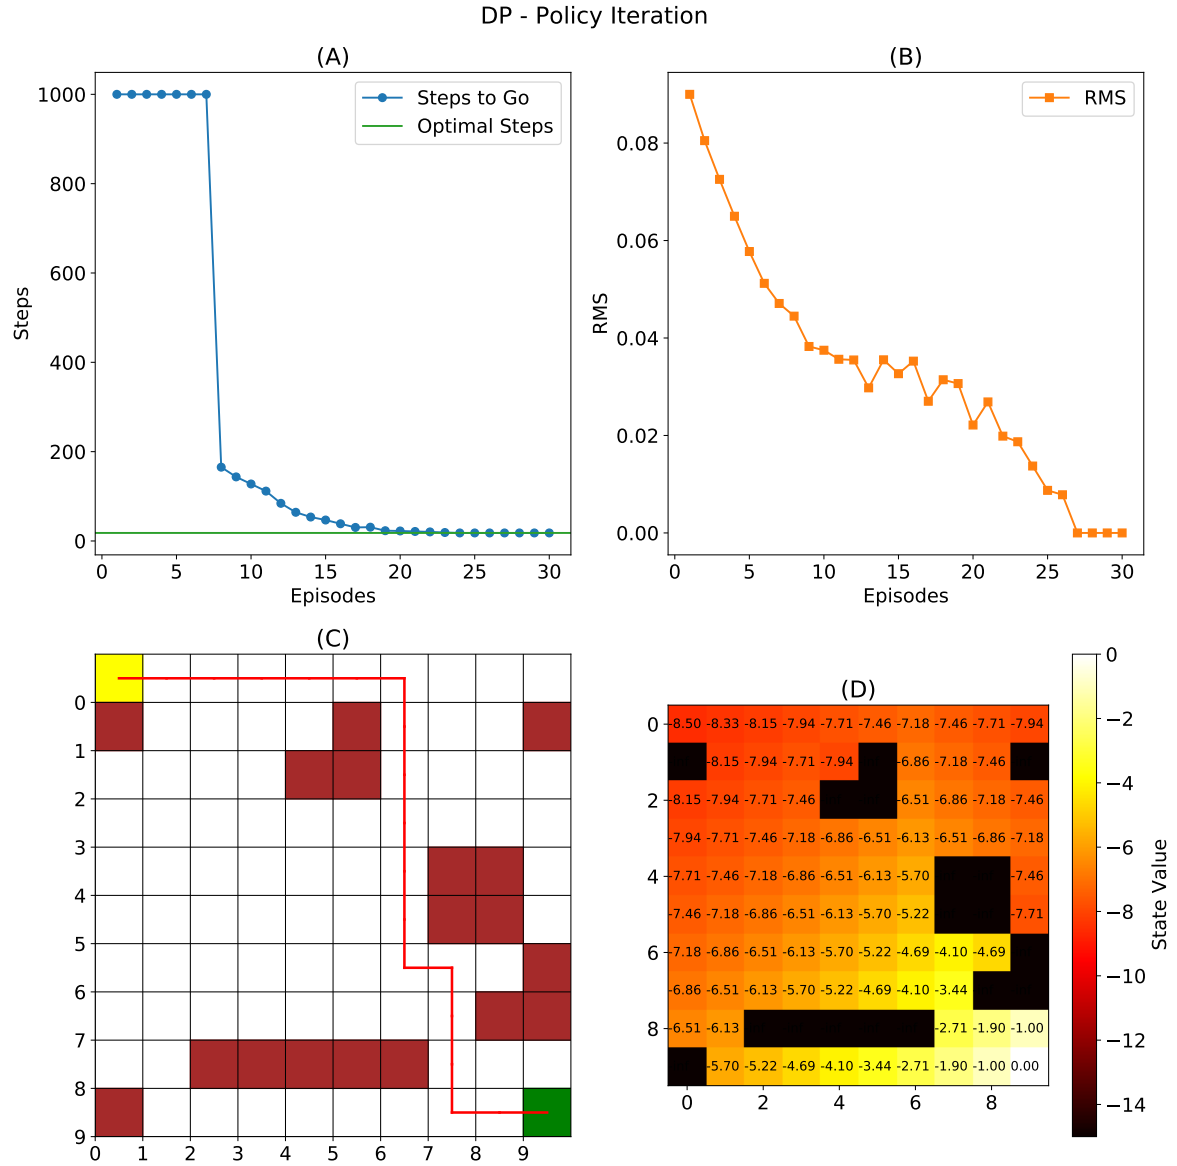 DP - Policy Iteration
(A)
1000
800
600
400
200
0
Steps
Steps to Go
Optimal Steps
0 5 10 15 20 25 30
Episodes
(B)
0.08
0.06
0.04
0.02
0.00
RMS
RMS
0 5 10 15 20 25 30
Episodes
(C)
0
1
2
3
4
5
6
7
8
9
0 1 2 3 4 5 6 7 8 9
(D)
0 -8.50 -8.33 -8.15 -7.94 -7.71 -7.46 -7.18 -7.46 -7.71 -7.94
-8.15 -7.94 -7.71 -7.94 -6.86 -7.18 -7.46
2 -8.15 -7.94 -7.71 -7.46 -6.51 -6.86 -7.18 -7.46
-7.94 -7.71 -7.46 -7.18 -6.86 -6.51 -6.13 -6.51 -6.86 -7.18
4 -7.71 -7.46 -7.18 -6.86 -6.51 -6.13 -5.70 -7.46
-7.46 -7.18 -6.86 -6.51 -6.13 -5.70 -5.22 -7.71
6 -7.18 -6.86 -6.51 -6.13 -5.70 -5.22 -4.69 -4.10 -4.69
-6.86 -6.51 -6.13 -5.70 -5.22 -4.69 -4.10 -3.44
8 -6.51 -6.13 -2.71 -1.90 -1.00
-5.70 -5.22 -4.69 -4.10 -3.44 -2.71 -1.90 -1.00 0.00
0 2 4 6 8
0
−2
−4
−6
−8
−10
−12
−14
State Value